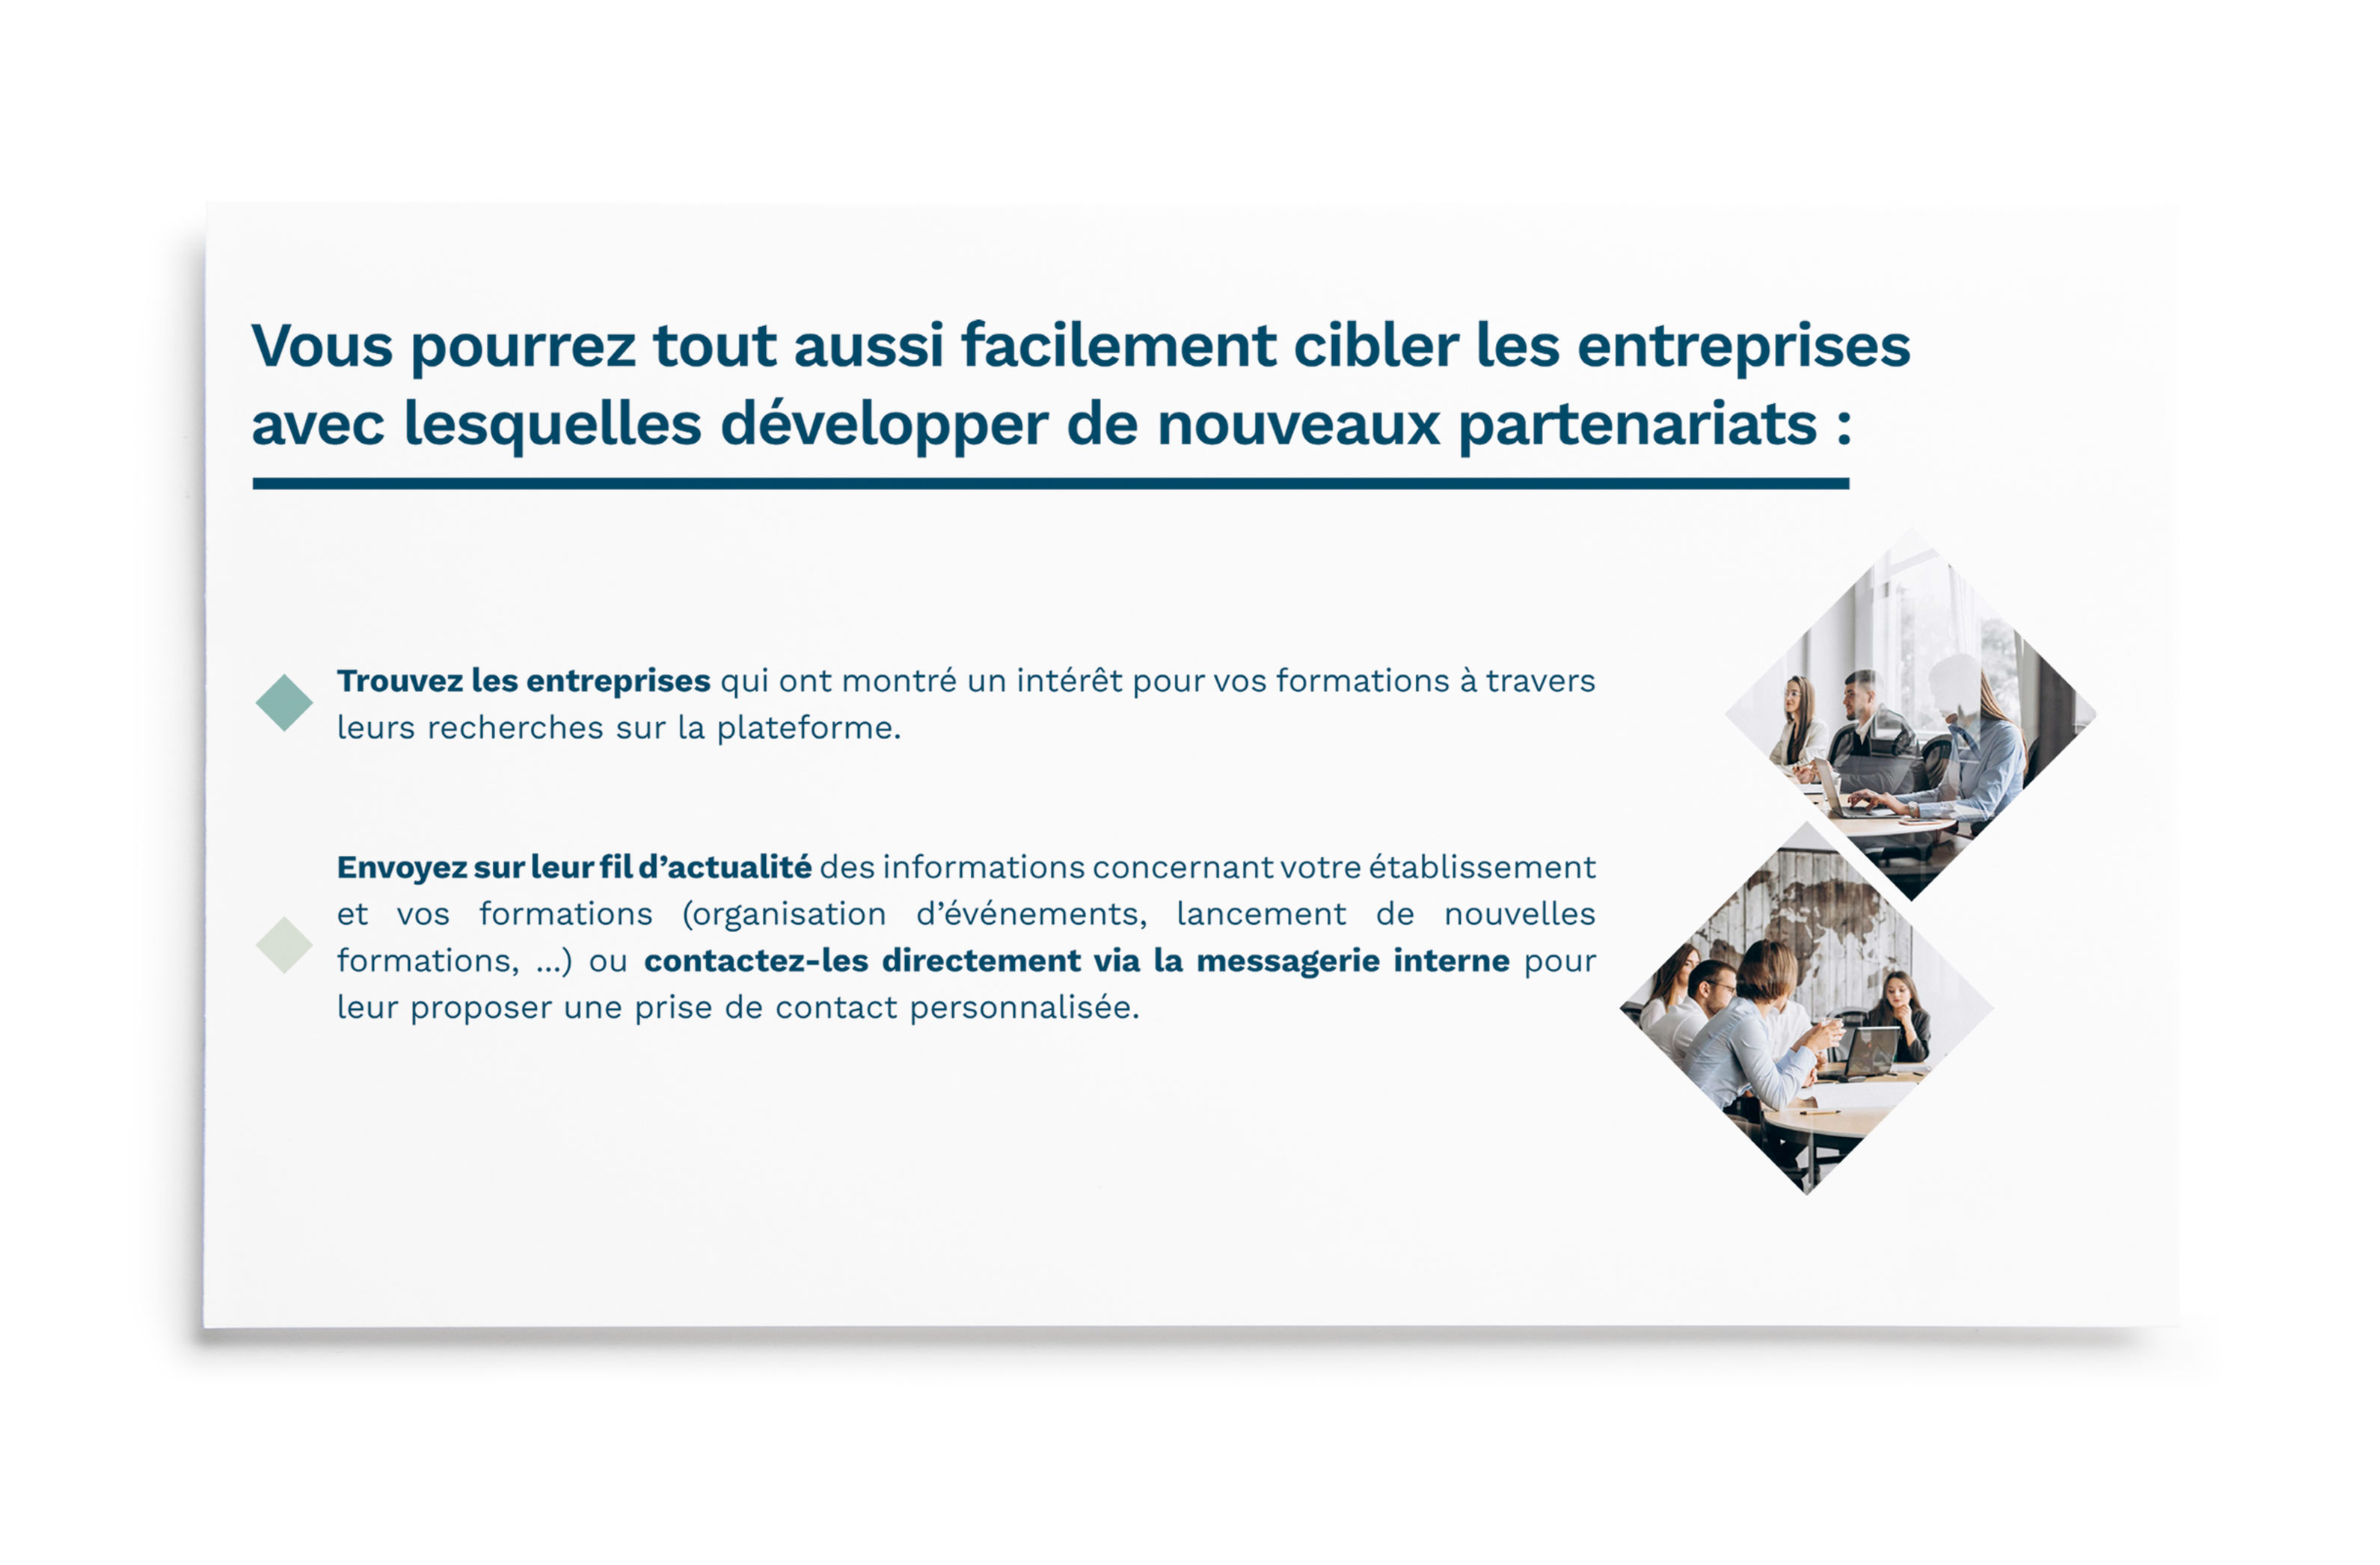 Vous pourrez tout aussi facilement cibler les entreprises
avec lesquelles développer de nouveaux partenariats :
Trouvez les entreprises qui ont montré un intérêt pour vos formations à travers
leurs recherches sur la plateforme.
Envoyez sur leur fil d’actualité des informations concernant votre établissement
et vos formations (organisation d’événements, lancement de nouvelles
formations, ...) ou contactez-les directement via la messagerie interne pour
leur proposer une prise de contact personnalisée.